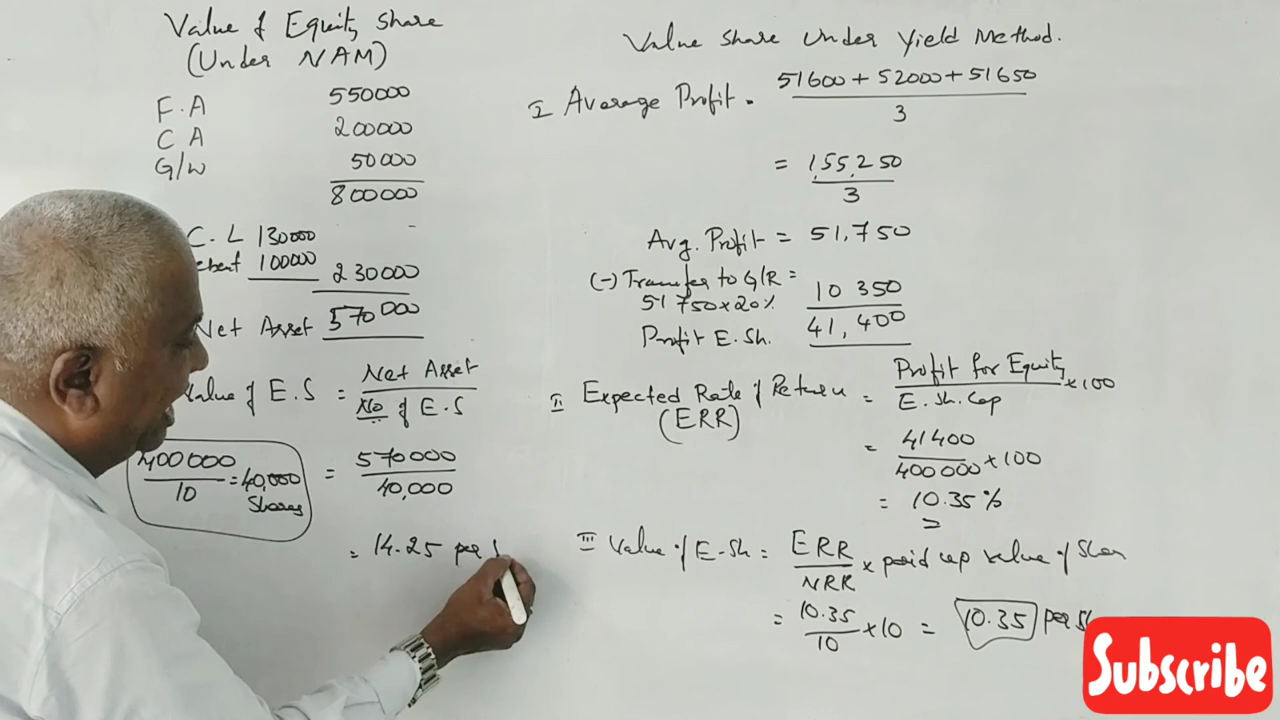 Value of Equity Share
(Under NAM)
F.A 550000
C A 200000
G/W 50000
800000
C.L 130000
100000 230000
Net Asset 570000
Value of E.S = Net Asset
No of E.S
400000
10 = 40,000
Shares
= 570000
40,000
= 14.25 per
Value Share Under Yield Method.
I Average Profit = 51600 + 52000 + 51650
3
= 1,55,250
3
Avg. Profit = 51,750
(-) Transfer to G/R = 10350
51750 x 20%
Profit E.Sh. 41,400
II Expected Rate of Return = Profit for Equity x 100
(ERR) E.Sh.Cap
= 41400
400000 x 100
= 10.35%
III Value of E-Sh = ERR
NRR x paid up value of Share
= 10.35
10 x 10 = 10.35 per Sh
Subscribe